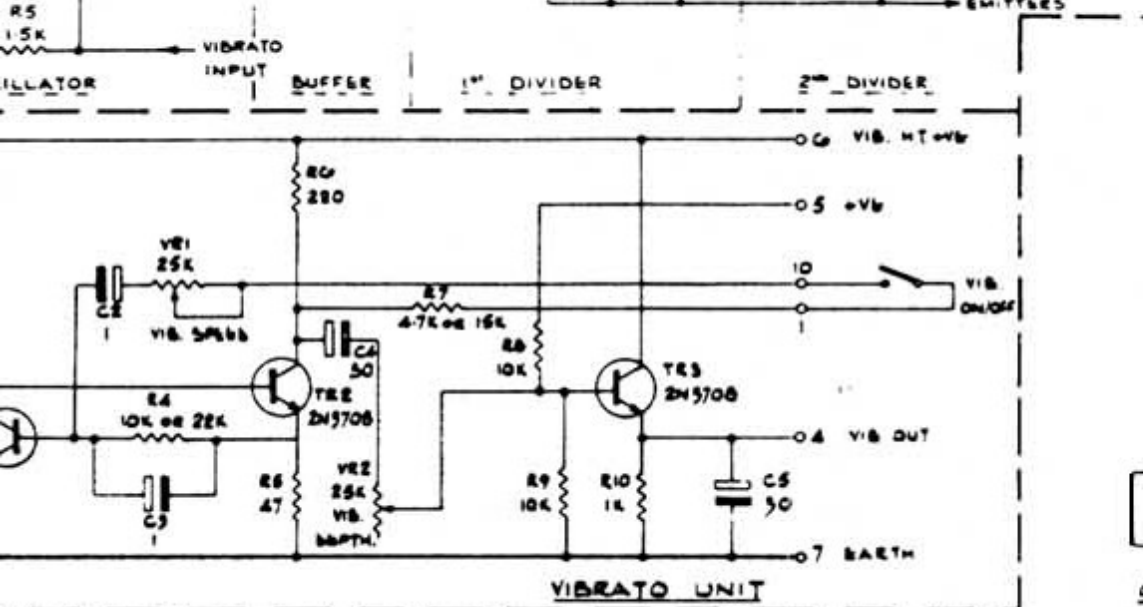 EMITTERS
R5
1·5K
VIBRATO
INPUT
ILLATOR
BUFFER
1ST DIVIDER
2ND DIVIDER
6 VIB. HT +VE
R6
220
5 +VE
VR1
25K
10
VIB.
ON/OFF
C2
1
VIB. SPEED
R7
4·7K OR 15K
1
C4
50
R8
10K
TR3
2N3708
TR2
2N3708
R4
10K OR 22K
4 VIB OUT
R5
47
VR2
25K
VIB.
DEPTH.
R9
10K
R10
1K
C5
50
C3
1
7 EARTH
VIBRATO UNIT